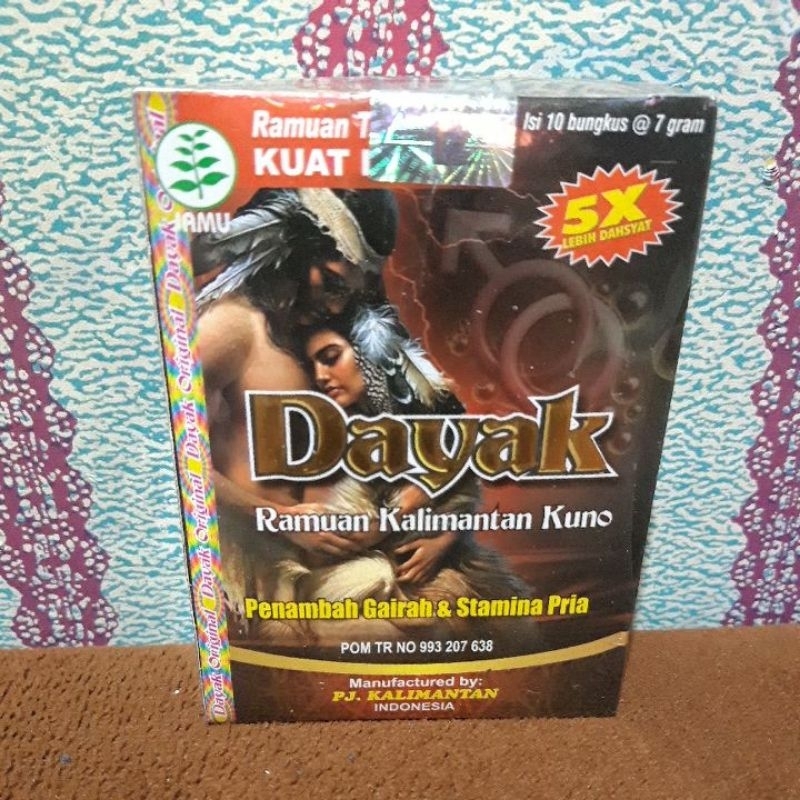 Ramuan
Isi 10 bungkus @ 7 gram
KUAT
JAMU
5X
LEBIH DAHSYAT
Dayak
Ramuan Kalimantan Kuno
Penambah Gairah & Stamina Pria
POM TR NO 993 207 638
Manufactured by:
PJ. KALIMANTAN
INDONESIA
Dayak Original Dayak Original Dayak Original Dayak